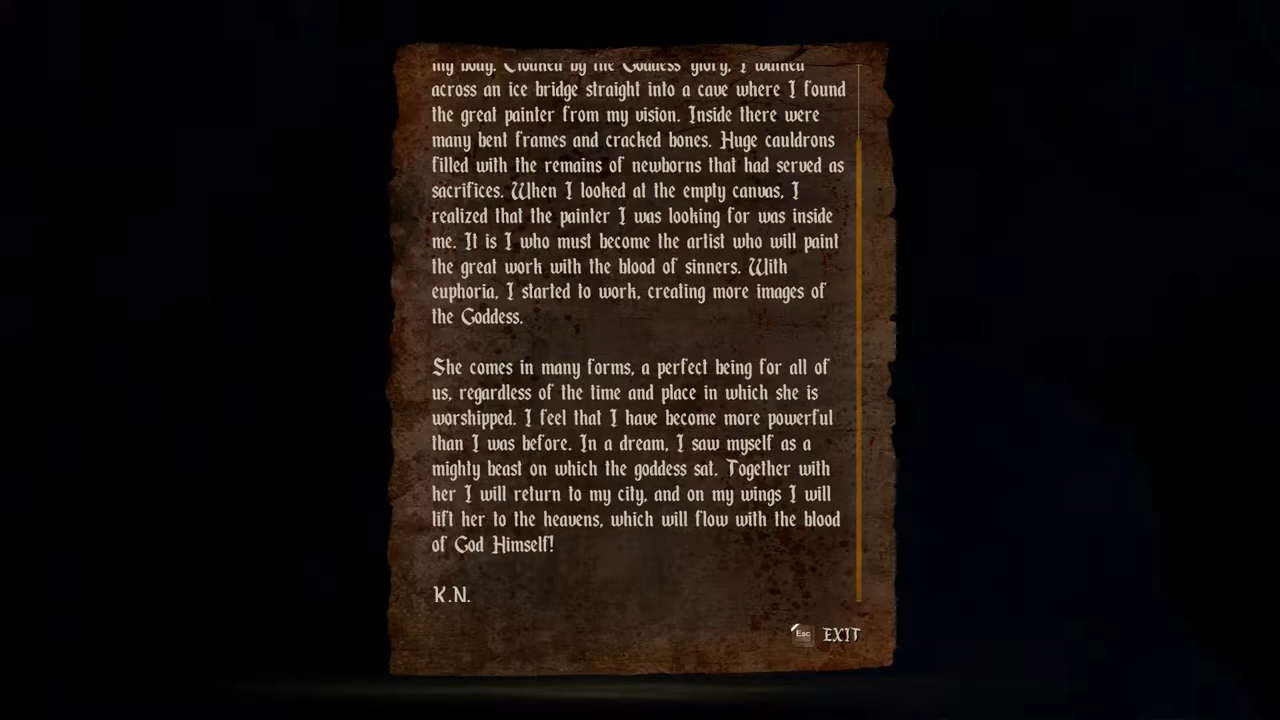 my body. Clothed by the Goddess' glory, I walked
across an ice bridge straight into a cave where I found
the great painter from my vision. Inside there were
many bent frames and cracked bones. Huge cauldrons
filled with the remains of newborns that had served as
sacrifices. When I looked at the empty canvas, I
realized that the painter I was looking for was inside
me. It is I who must become the artist who will paint
the great work with the blood of sinners. With
euphoria, I started to work, creating more images of
the Goddess.
She comes in many forms, a perfect being for all of
us, regardless of the time and place in which she is
worshipped. I feel that I have become more powerful
than I was before. In a dream, I saw myself as a
mighty beast on which the goddess sat. Together with
her I will return to my city, and on my wings I will
lift her to the heavens, which will flow with the blood
of God Himself!
K.N.
Esc EXIT